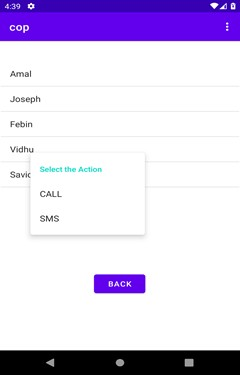 4:39
cop
Amal
Joseph
Febin
Vidhu
Select the Action
CALL
SMS
BACK